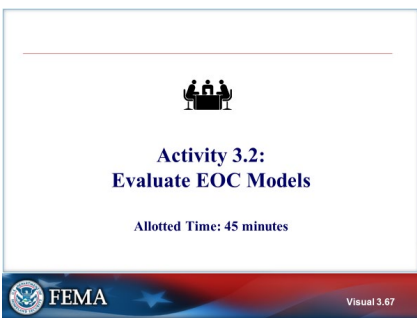 Activity 3.2:
Evaluate EOC Models
Allotted Time: 45 minutes
FEMA
Visual 3.67